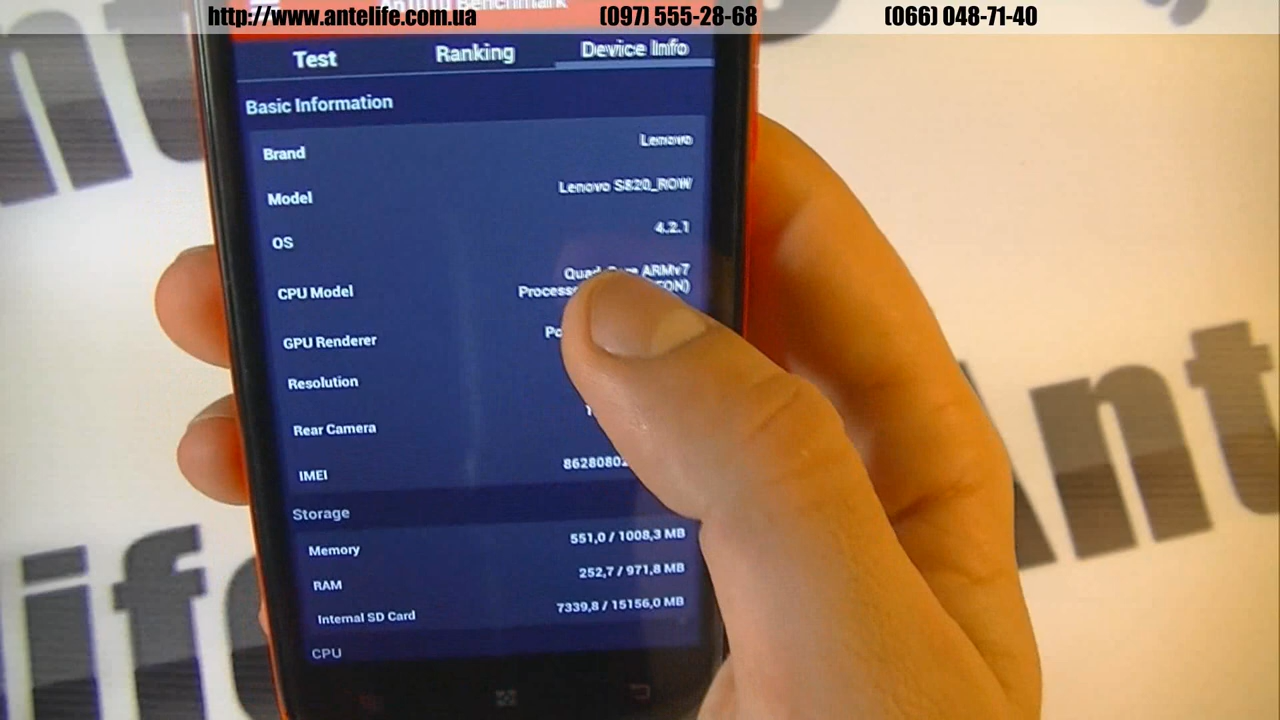 http://www.antelife.com.ua (097) 555-28-68 (066) 048-71-40
Benchmark
Test Ranking Device Info
Basic Information
Brand Lenovo
Model Lenovo S820_ROW
OS 4.2.1
CPU Model Quad ARMv7
GPU Renderer
Resolution
Rear Camera
IMEI
Storage
Memory 551,0 / 1008,3 MB
RAM 252,7 / 971,8 MB
Internal SD Card 7339,8 / 15156,0 MB
CPU
Ant